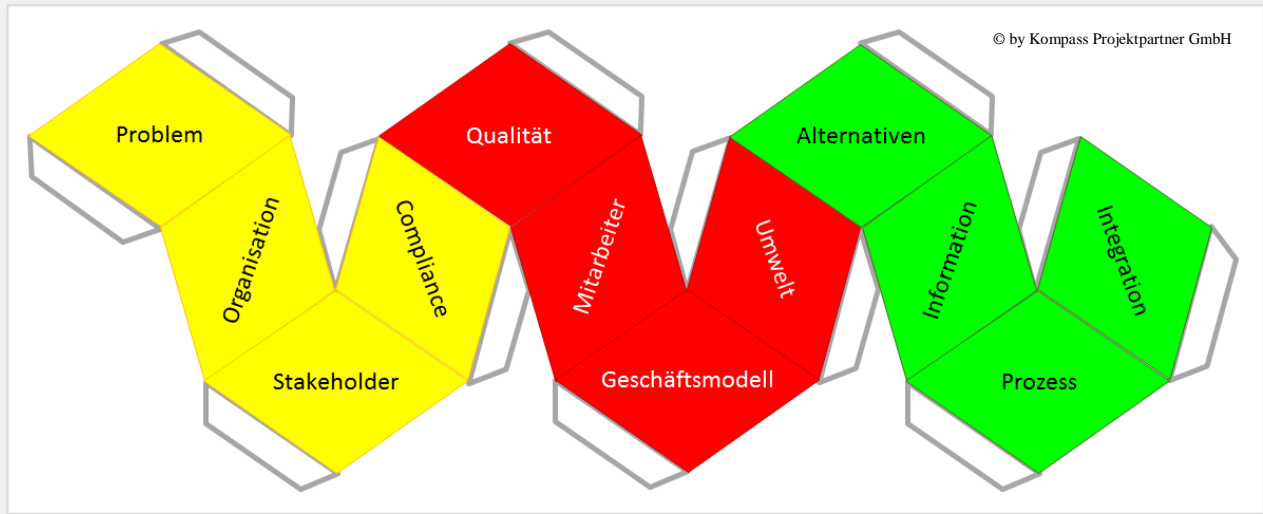 © by Kompass Projektpartner GmbH
Problem
Qualität
Alternativen
Organisation
Compliance
Mitarbeiter
Umwelt
Information
Integration
Stakeholder
Geschäftsmodell
Prozess